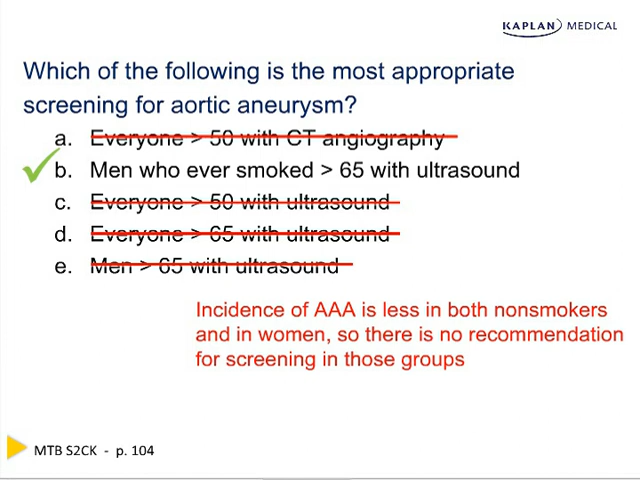 KAPLAN MEDICAL
Which of the following is the most appropriate
screening for aortic aneurysm?
a. Everyone > 50 with CT angiography
b. Men who ever smoked > 65 with ultrasound
c. Everyone > 50 with ultrasound
d. Everyone > 65 with ultrasound
e. Men > 65 with ultrasound
Incidence of AAA is less in both nonsmokers
and in women, so there is no recommendation
for screening in those groups
MTB S2CK - p. 104